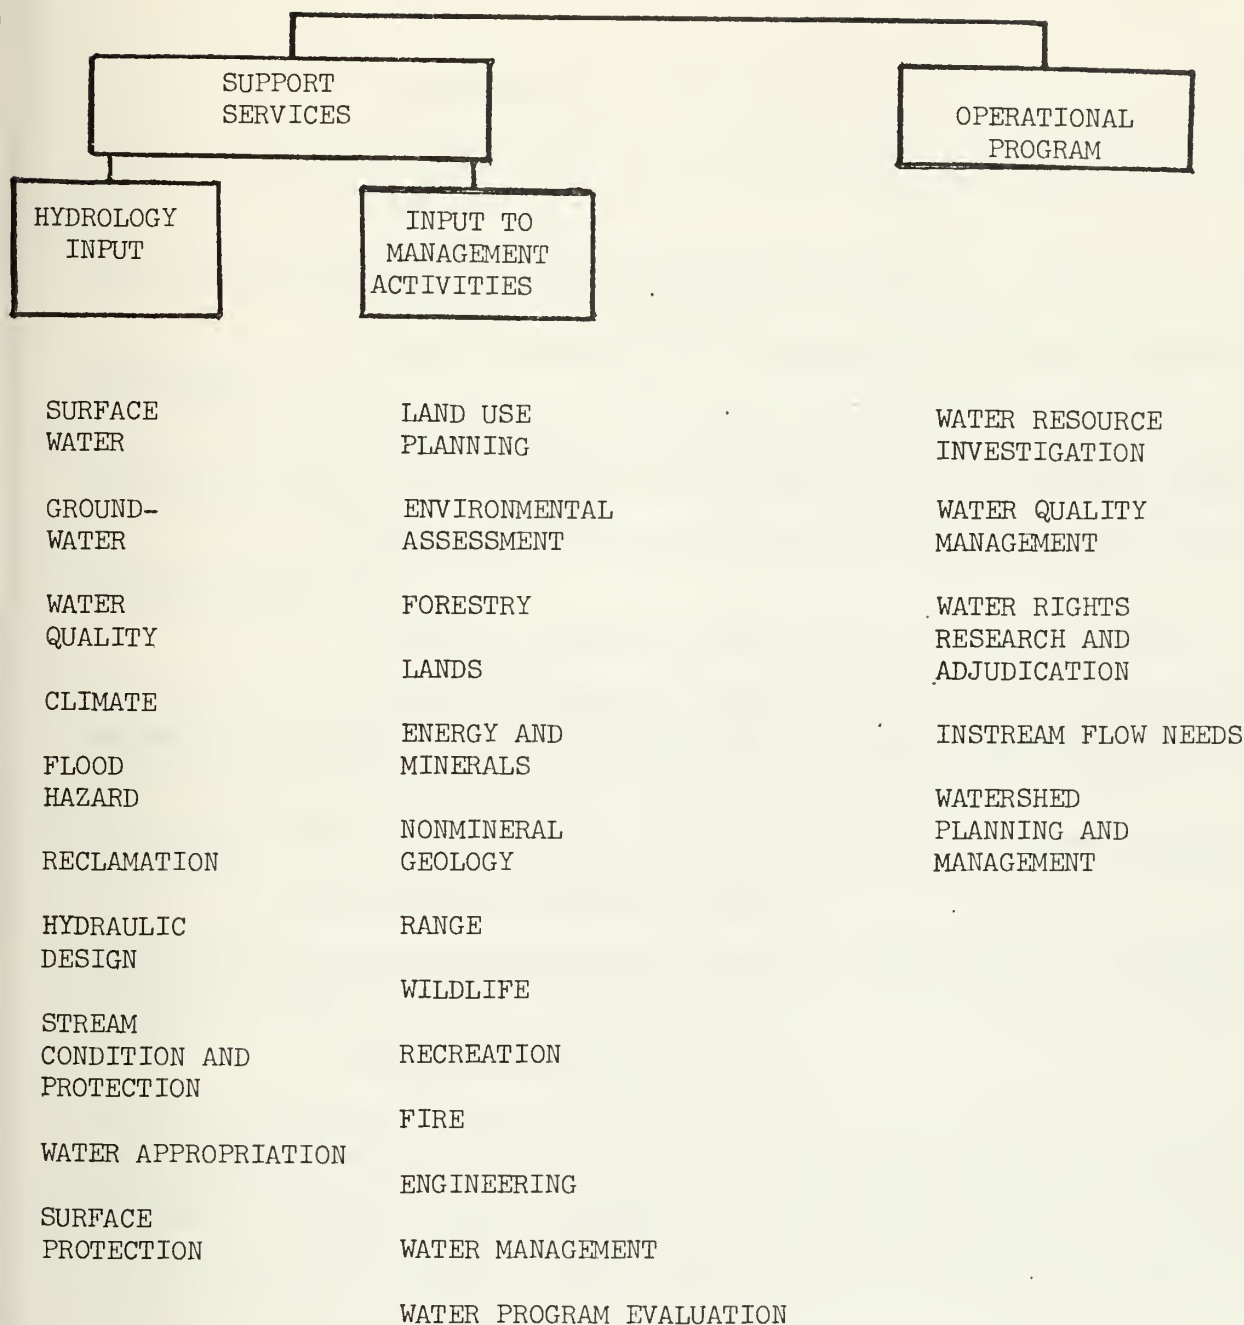 SUPPORT
SERVICES
OPERATIONAL
PROGRAM
HYDROLOGY
INPUT
INPUT TO
MANAGEMENT
ACTIVITIES
SURFACE
WATER
GROUND-
WATER
WATER
QUALITY
CLIMATE
FLOOD
HAZARD
RECLAMATION
HYDRAULIC
DESIGN
STREAM
CONDITION AND
PROTECTION
WATER APPROPRIATION
SURFACE
PROTECTION
LAND USE
PLANNING
ENVIRONMENTAL
ASSESSMENT
FORESTRY
LANDS
ENERGY AND
MINERALS
NONMINERAL
GEOLOGY
RANGE
WILDLIFE
RECREATION
FIRE
ENGINEERING
WATER MANAGEMENT
WATER PROGRAM EVALUATION
WATER RESOURCE
INVESTIGATION
WATER QUALITY
MANAGEMENT
WATER RIGHTS
RESEARCH AND
ADJUDICATION
INSTREAM FLOW NEEDS
WATERSHED
PLANNING AND
MANAGEMENT